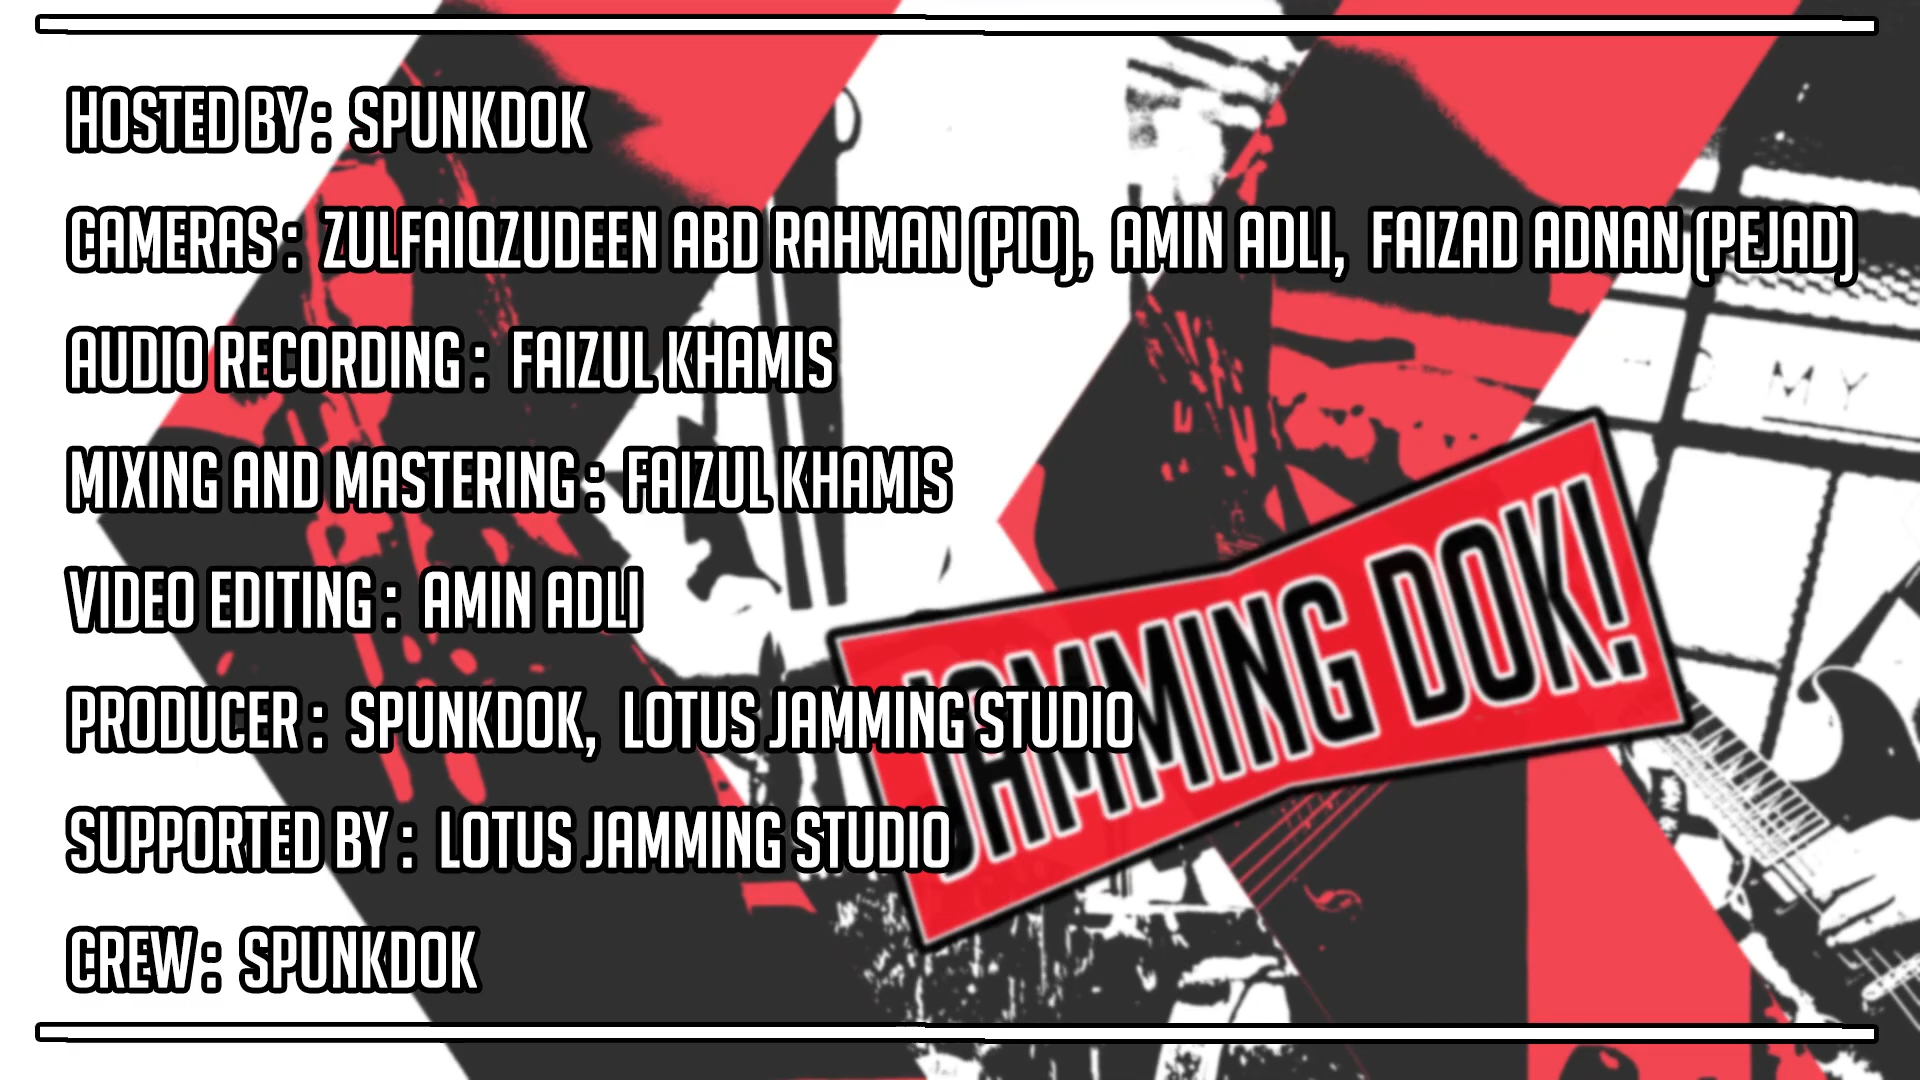 HOSTED BY : SPUNKDOK
CAMERAS : ZULFAIQZUDEEN ABD RAHMAN (PIO), AMIN ADLI, FAIZAD ADNAN (PEJAD)
AUDIO RECORDING : FAIZUL KHAMIS
MIXING AND MASTERING : FAIZUL KHAMIS
VIDEO EDITING : AMIN ADLI
PRODUCER : SPUNKDOK, LOTUS JAMMING STUDIO
SUPPORTED BY : LOTUS JAMMING STUDIO
CREW : SPUNKDOK
JAMMING DOK!
MY